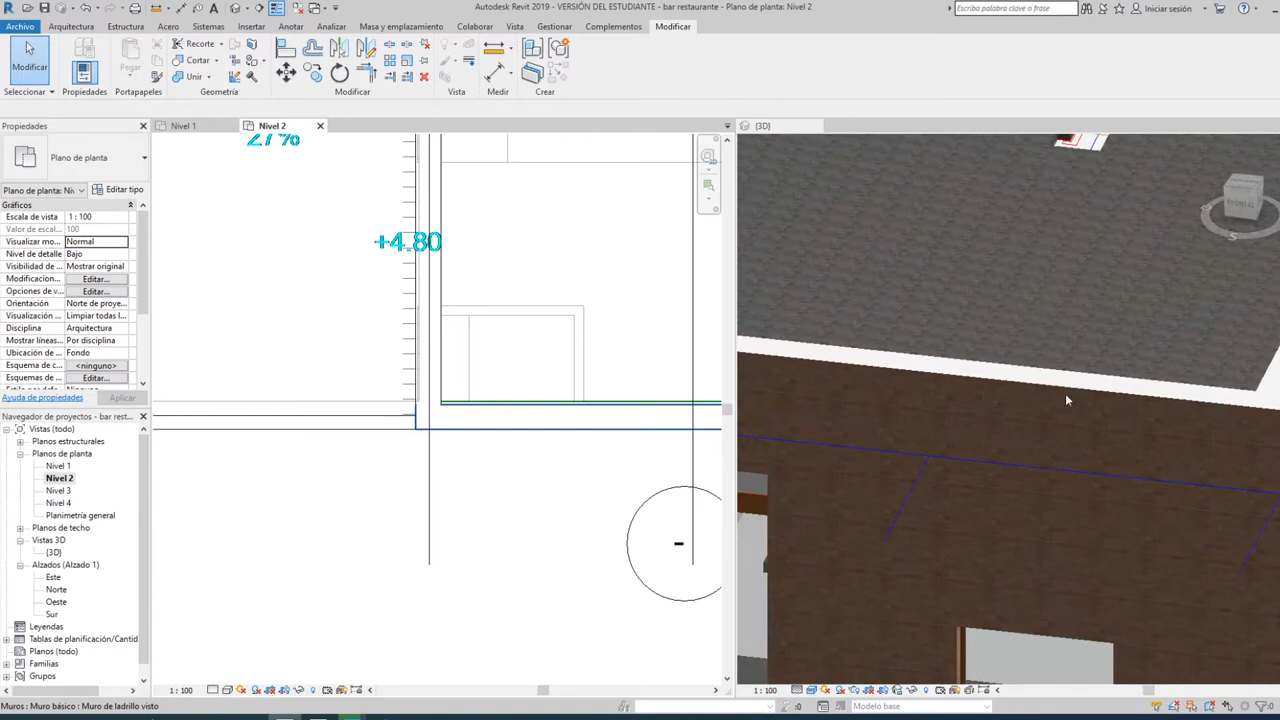 Autodesk Revit 2019 - VERSIÓN DEL ESTUDIANTE - bar restaurante - Plano de planta: Nivel 2
Escriba palabra clave o frase
Iniciar sesión
Archivo Arquitectura Estructura Acero Sistemas Insertar Anotar Analizar Masa y emplazamiento Colaborar Vista Gestionar Complementos Modificar
Modificar
Pegar
Recorte
Cortar
Unir
Seleccionar Propiedades Portapapeles Geometría Modificar Vista Medir Crear
Propiedades
Nivel 1
Nivel 2
{3D}
Plano de planta
Plano de planta: Niv
Editar tipo
Gráficos
Escala de vista 1 : 100
Valor de escal... 100
Visualizar mo... Normal
Nivel de detalle Bajo
Visibilidad de ... Mostrar original
Modificacion... Editar...
Opciones de v... Editar...
Orientación Norte de proye...
Visualización ... Limpiar todas l...
Disciplina Arquitectura
Mostrar líneas... Por disciplina
Ubicación de ... Fondo
Esquema de c... <ninguno>
Esquemas de ... Editar...
Ayuda de propiedades Aplicar
Navegador de proyectos - bar rest...
Vistas (todo)
Planos estructurales
Planos de planta
Nivel 1
Nivel 2
Nivel 3
Nivel 4
Planimetría general
Planos de techo
Vistas 3D
{3D}
Alzados (Alzado 1)
Este
Norte
Oeste
Sur
Leyendas
Tablas de planificación/Cantid
Planos (todo)
Familias
Grupos
27%
+4.80
FRONTAL
S
1 : 100
1 : 100
Muros : Muro básico : Muro de ladrillo visto
:0
Modelo base
:0